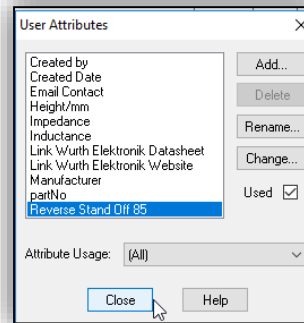 User Attributes
Created by
Created Date
Email Contact
Height/mm
Impedance
Inductance
Link Wurth Elektronik Datasheet
Link Wurth Elektronik Website
Manufacturer
partNo
Reverse Stand Off 85
Add...
Delete
Rename...
Change...
Used
Attribute Usage: (All)
Close
Help